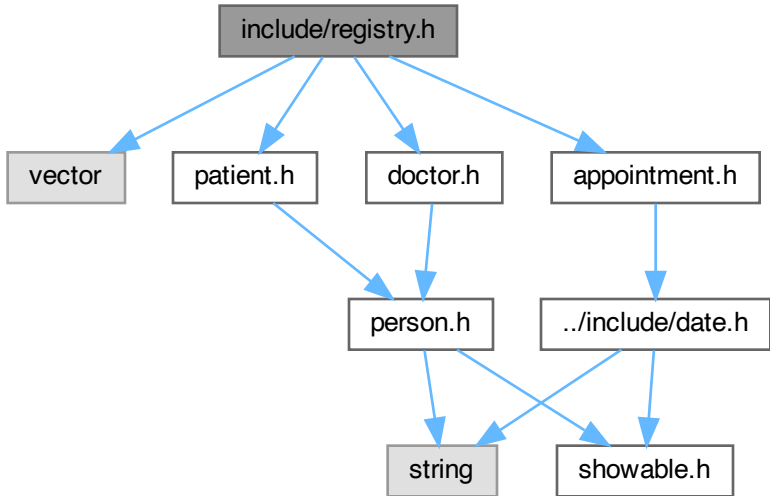 include/registry.h
vector
patient.h
doctor.h
appointment.h
person.h
../include/date.h
string
showable.h